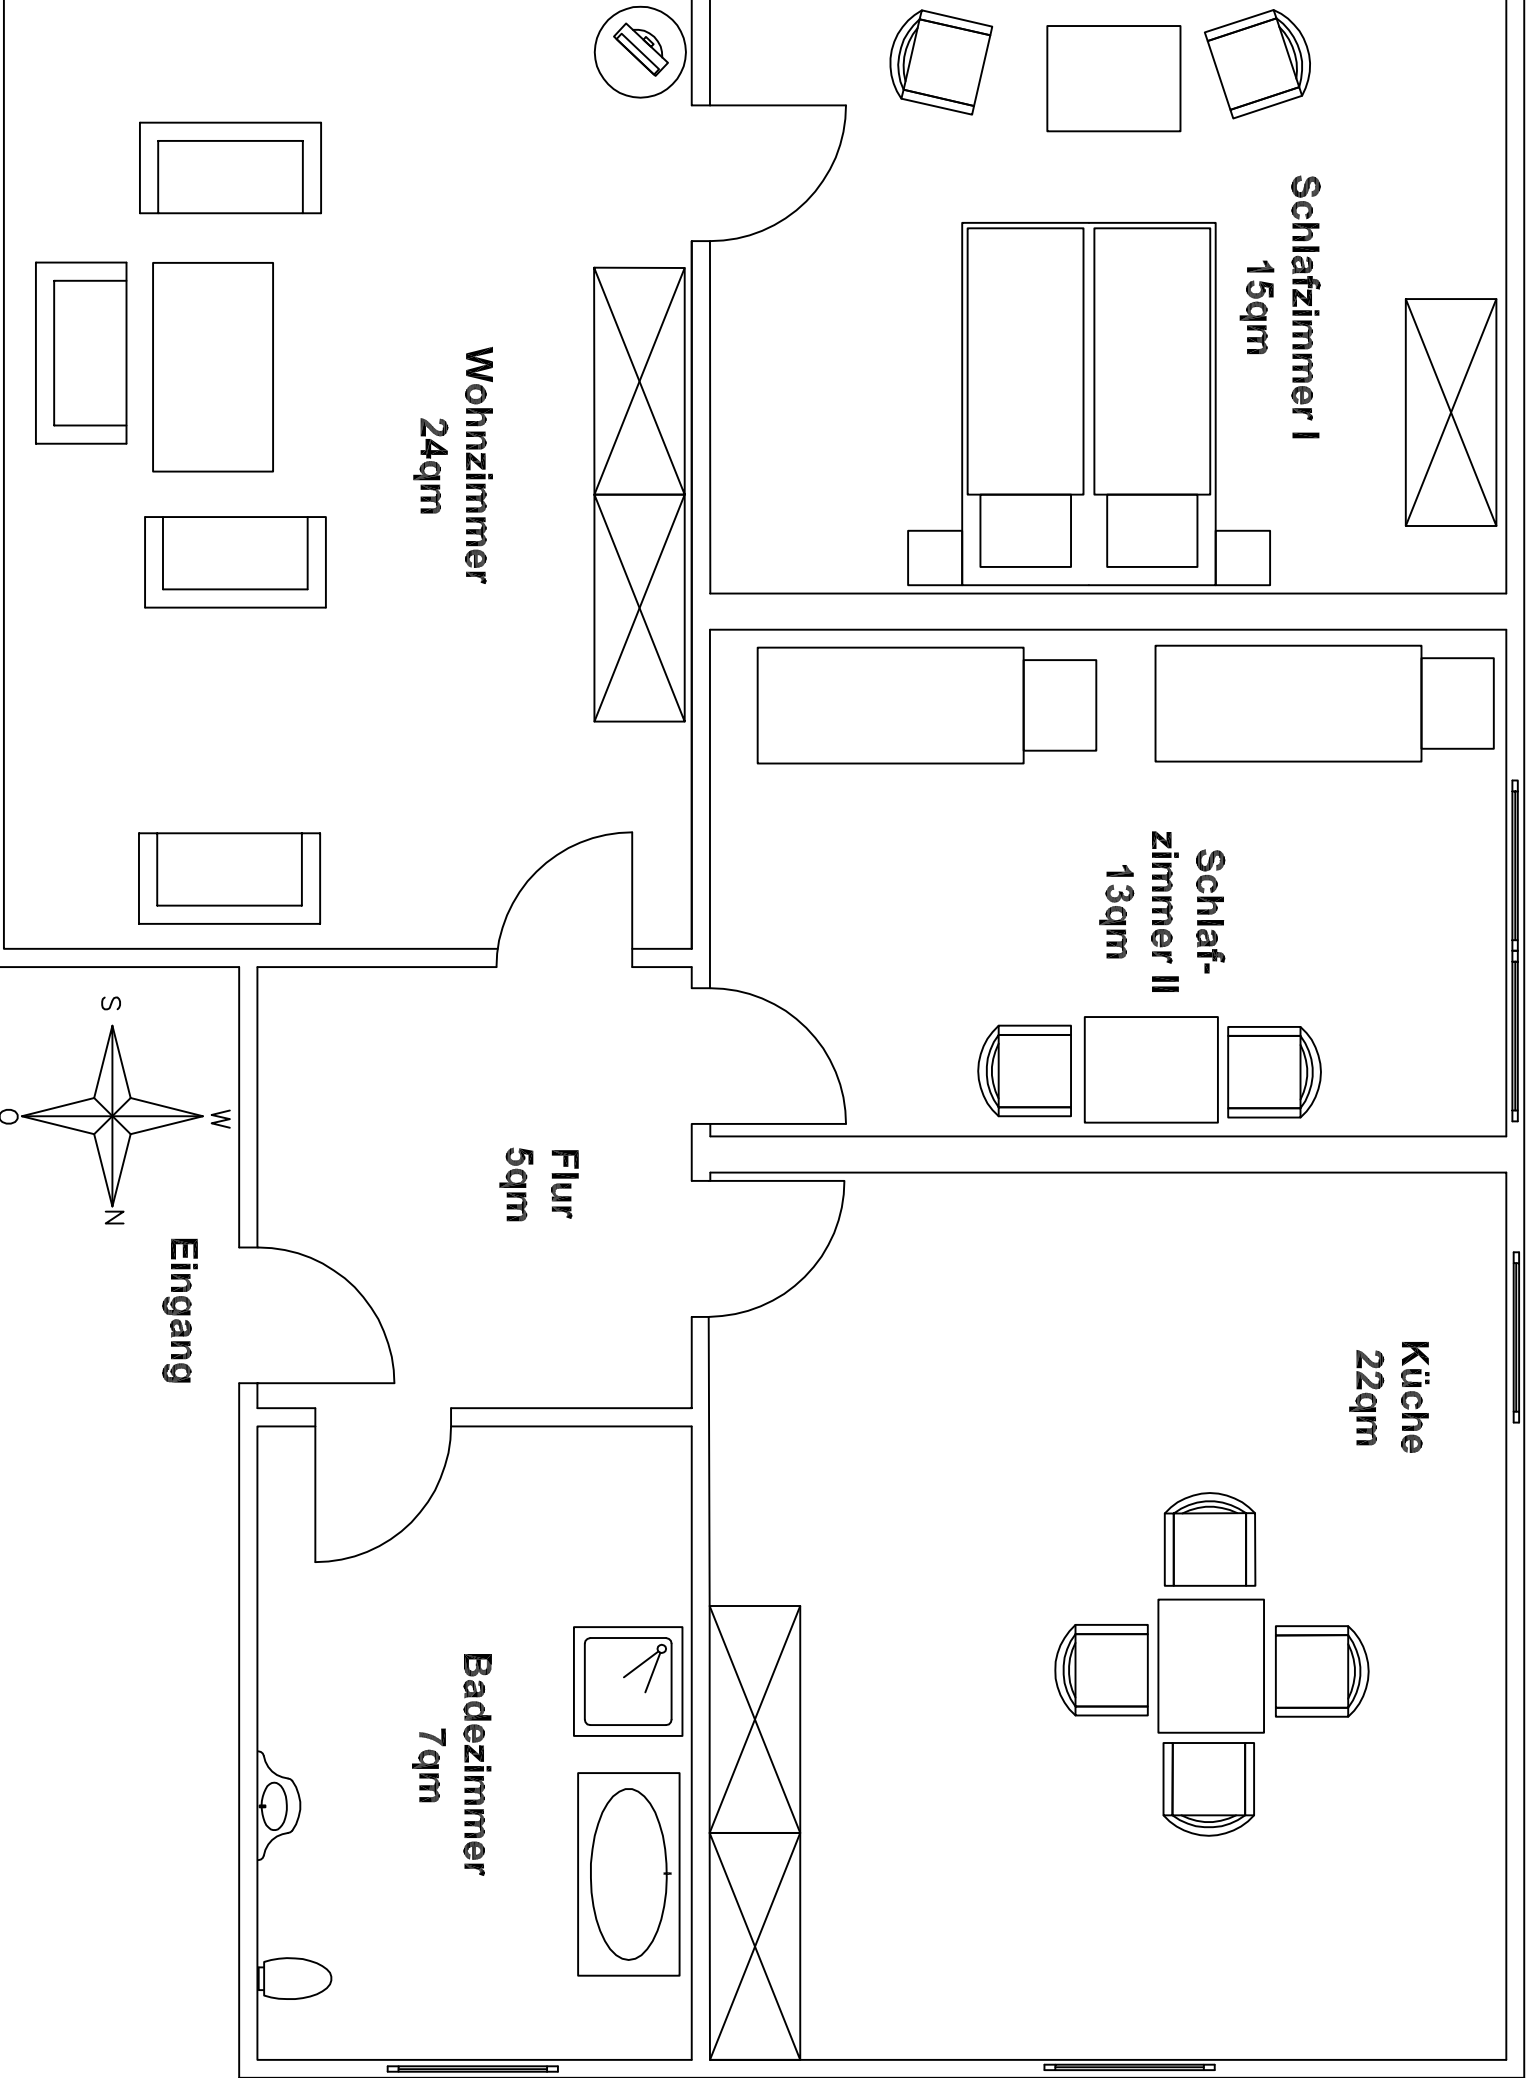 Schlafzimmer I
15qm
Wohnzimmer
24qm
Schlaf-
zimmer II
13qm
Flur
5qm
Küche
22qm
Badezimmer
7qm
Eingang
S
W
O
N